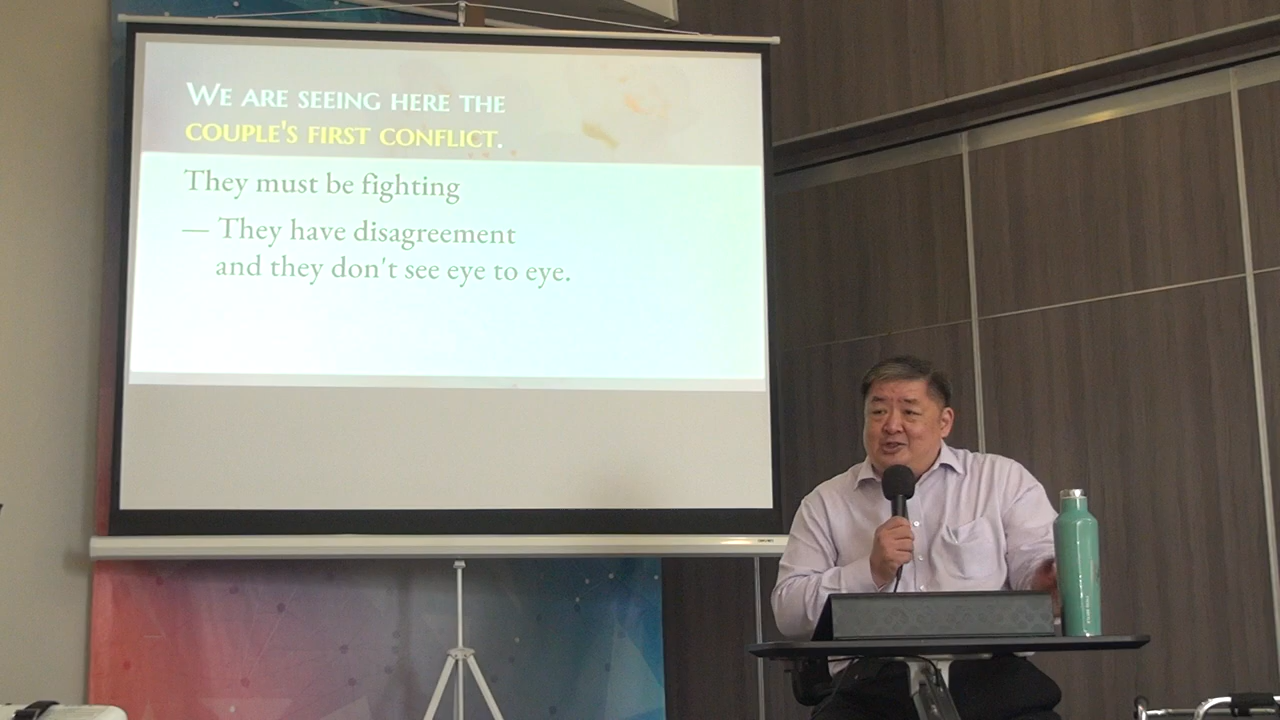 We are seeing here the
couple's first conflict.
They must be fighting
— They have disagreement
and they don't see eye to eye.